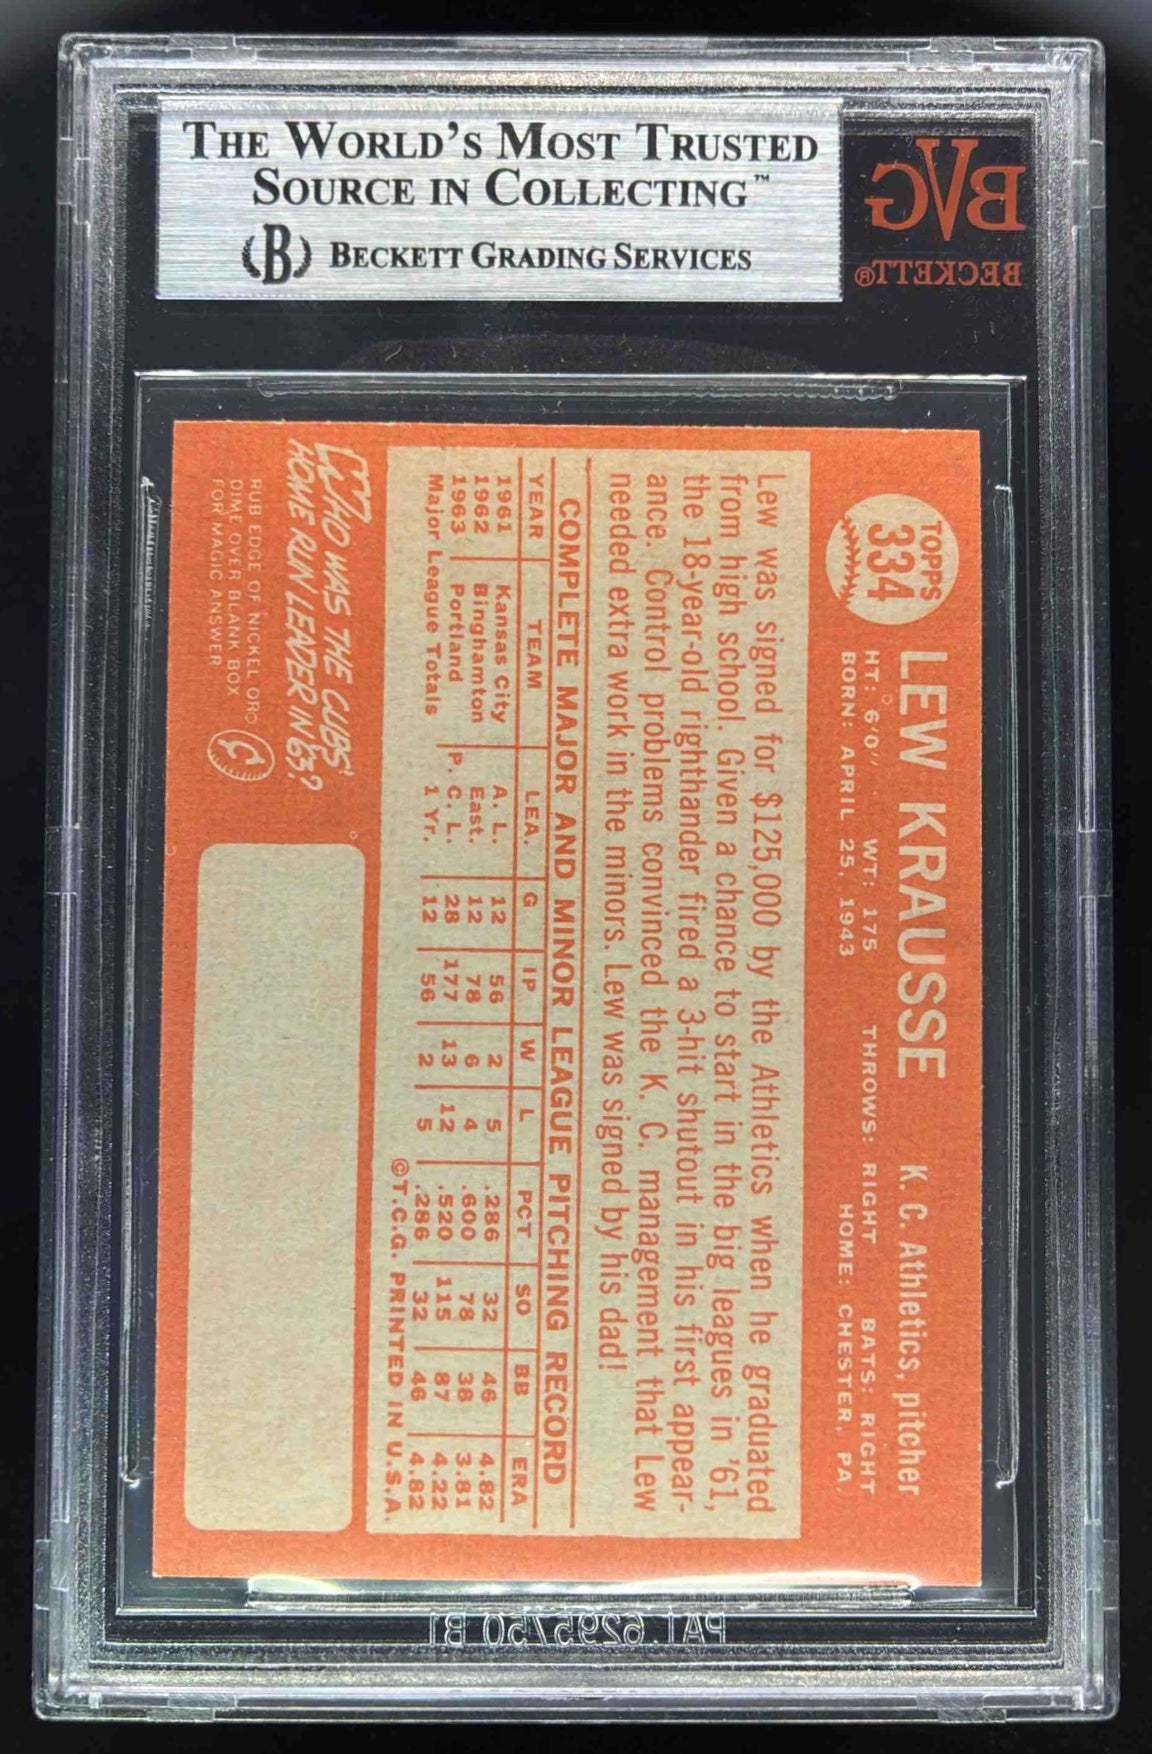 THE WORLD'S MOST TRUSTED
SOURCE IN COLLECTING™
B BECKETT GRADING SERVICES
BVG
BECKETT®
TOPPS
334
LEW KRAUSSE K. C. Athletics, pitcher
HT: 6'0" WT: 175 THROWS: RIGHT BATS: RIGHT
BORN: APRIL 25, 1943 HOME: CHESTER, PA.
Lew was signed for $125,000 by the Athletics when he graduated
from high school. Given a chance to start in the big leagues in '61,
the 18-year-old righthander fired a 3-hit shutout in his first appear-
ance. Control problems convinced the K. C. management that Lew
needed extra work in the minors. Lew was signed by his dad!
COMPLETE MAJOR AND MINOR LEAGUE PITCHING RECORD
YEAR TEAM LEA. G IP W L PCT SO BB ERA
1961 Kansas City A. L. 12 56 2 5 .286 32 46 4.82
1962 Binghamton East. 12 78 6 4 .600 78 38 3.81
1963 Portland P. C. L. 28 177 13 12 .520 115 87 4.22
Major League Totals 1 Yr. 12 56 2 5 .286 32 46 4.82
©T.C.G. PRINTED IN U.S.A.
WHO WAS THE CUBS'
HOME RUN LEADER IN '63?
RUB EDGE OF NICKEL OR
DIME OVER BLANK BOX
FOR MAGIC ANSWER
PAT.6295750 B1